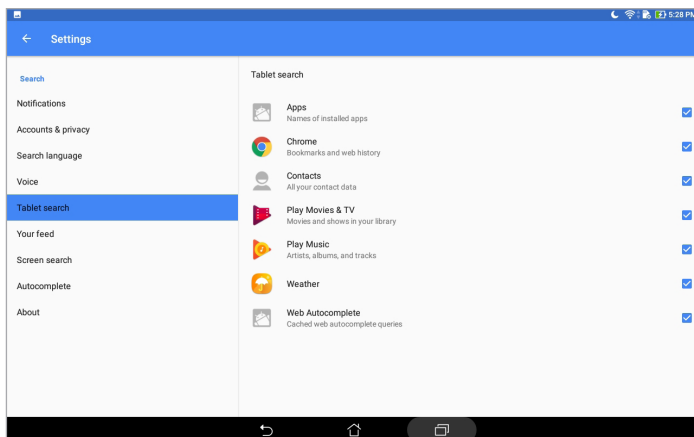 5:28 PM
Settings
Search
Notifications
Accounts & privacy
Search language
Voice
Tablet search
Your feed
Screen search
Autocomplete
About
Tablet search
Apps
Names of installed apps
Chrome
Bookmarks and web history
Contacts
All your contact data
Play Movies & TV
Movies and shows in your library
Play Music
Artists, albums, and tracks
Weather
Web Autocomplete
Cached web autocomplete queries